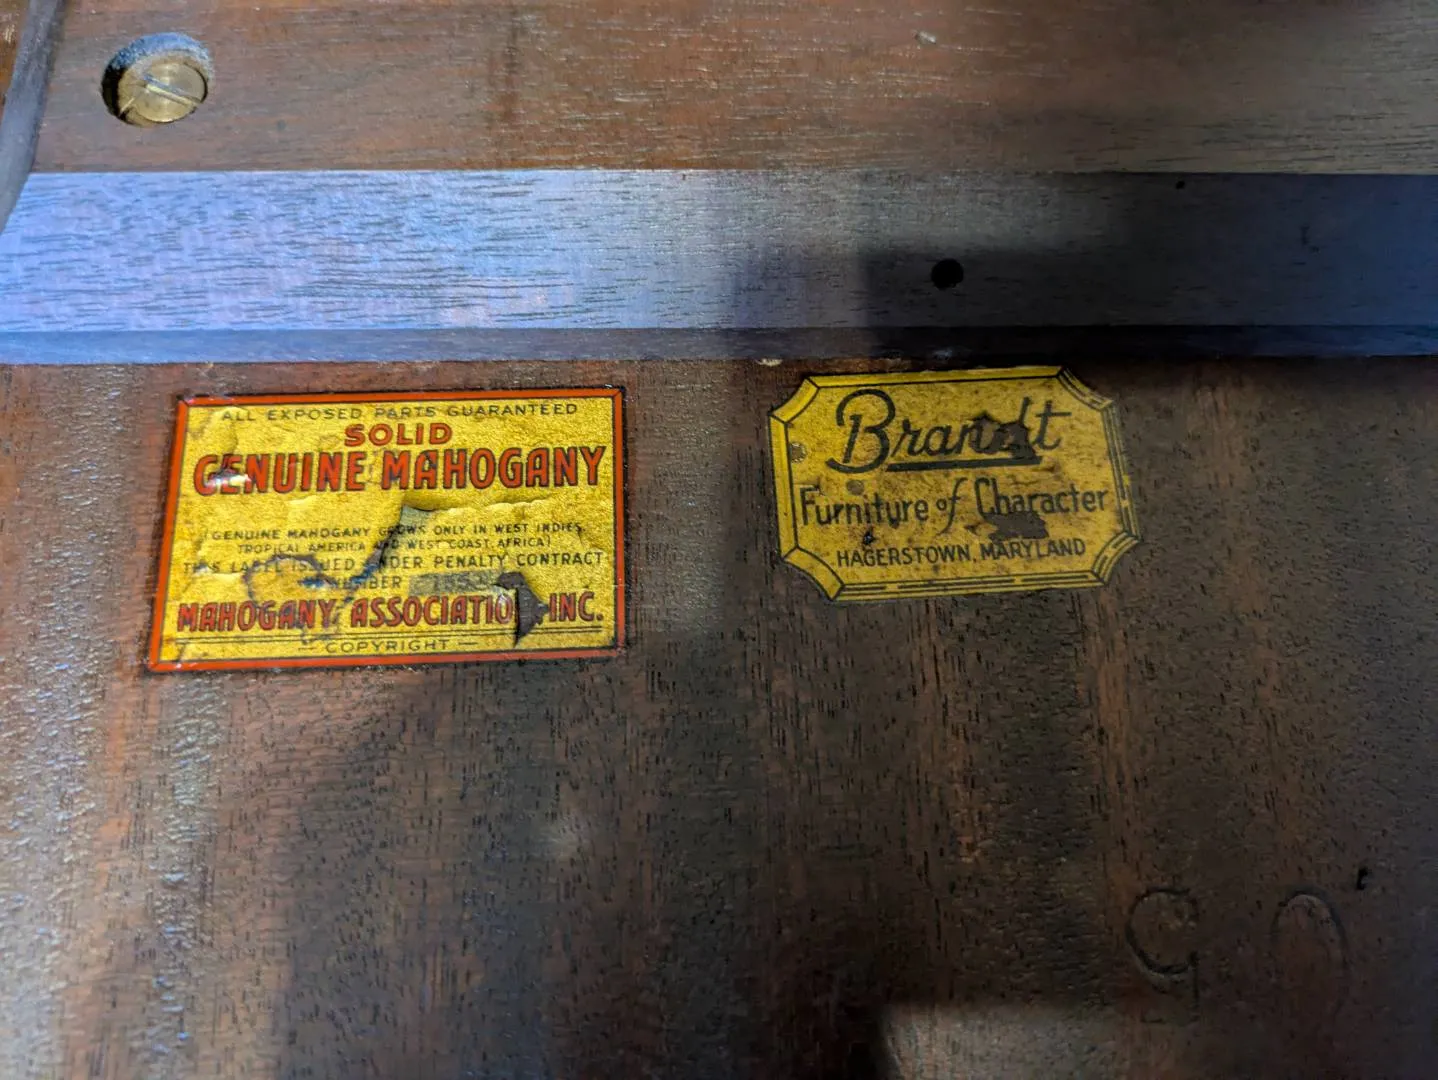 ALL EXPOSED PARTS GUARANTEED
SOLID
GENUINE MAHOGANY
(GENUINE MAHOGANY GROWS ONLY IN WEST INDIES,
TROPICAL AMERICA AND WEST COAST AFRICA)
THIS LABEL ISSUED UNDER PENALTY CONTRACT
NUMBER
MAHOGANY ASSOCIATION, INC.
— COPYRIGHT —
Brandt
Furniture of Character
HAGERSTOWN, MARYLAND